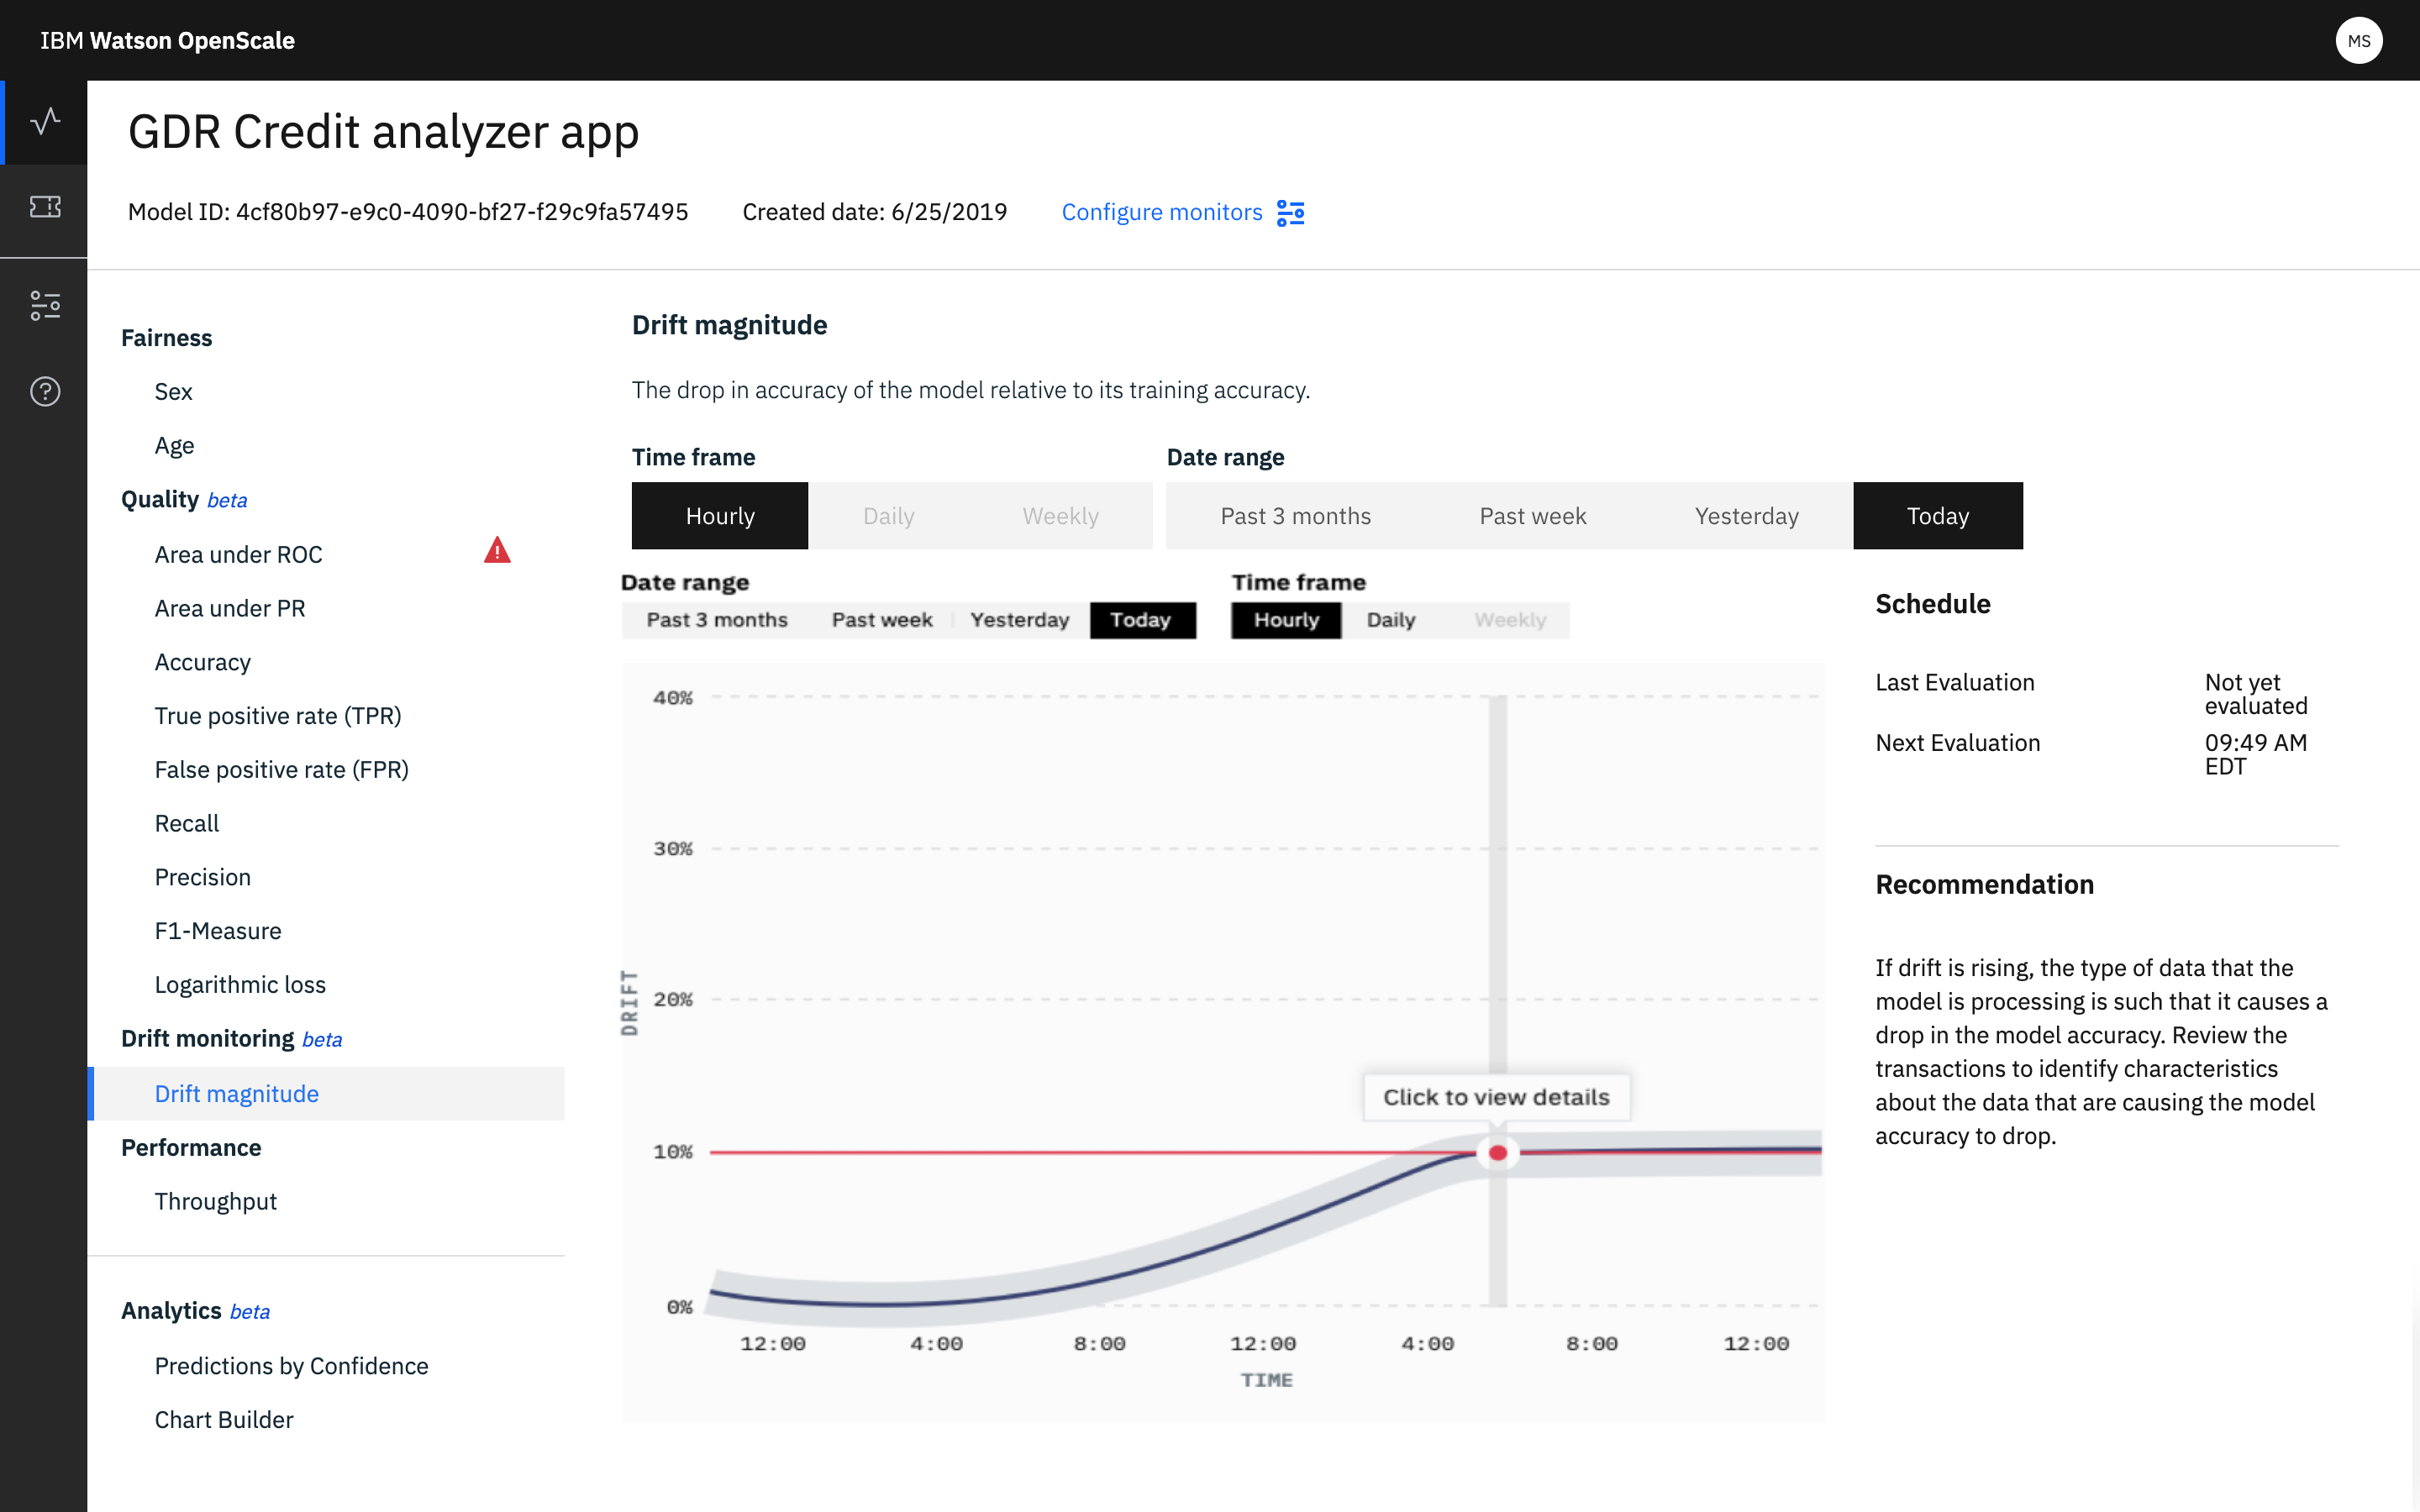 IBM Watson OpenScale
MS
GDR Credit analyzer app
Model ID: 4cf80b97-e9c0-4090-bf27-f29c9fa57495
Created date: 6/25/2019
Configure monitors
Fairness
Sex
Age
Quality beta
Area under ROC
Area under PR
Accuracy
True positive rate (TPR)
False positive rate (FPR)
Recall
Precision
F1-Measure
Logarithmic loss
Drift monitoring beta
Drift magnitude
Performance
Throughput
Analytics beta
Predictions by Confidence
Chart Builder
Drift magnitude
The drop in accuracy of the model relative to its training accuracy.
Time frame
Hourly
Daily
Weekly
Date range
Past 3 months
Past week
Yesterday
Today
Date range
Past 3 months
Past week
Yesterday
Today
Time frame
Hourly
Daily
Weekly
40%
30%
20%
10%
0%
DRIFT
Click to view details
12:00
4:00
8:00
12:00
4:00
8:00
12:00
TIME
Schedule
Last Evaluation
Not yet
evaluated
Next Evaluation
09:49 AM
EDT
Recommendation
If drift is rising, the type of data that the
model is processing is such that it causes a
drop in the model accuracy. Review the
transactions to identify characteristics
about the data that are causing the model
accuracy to drop.